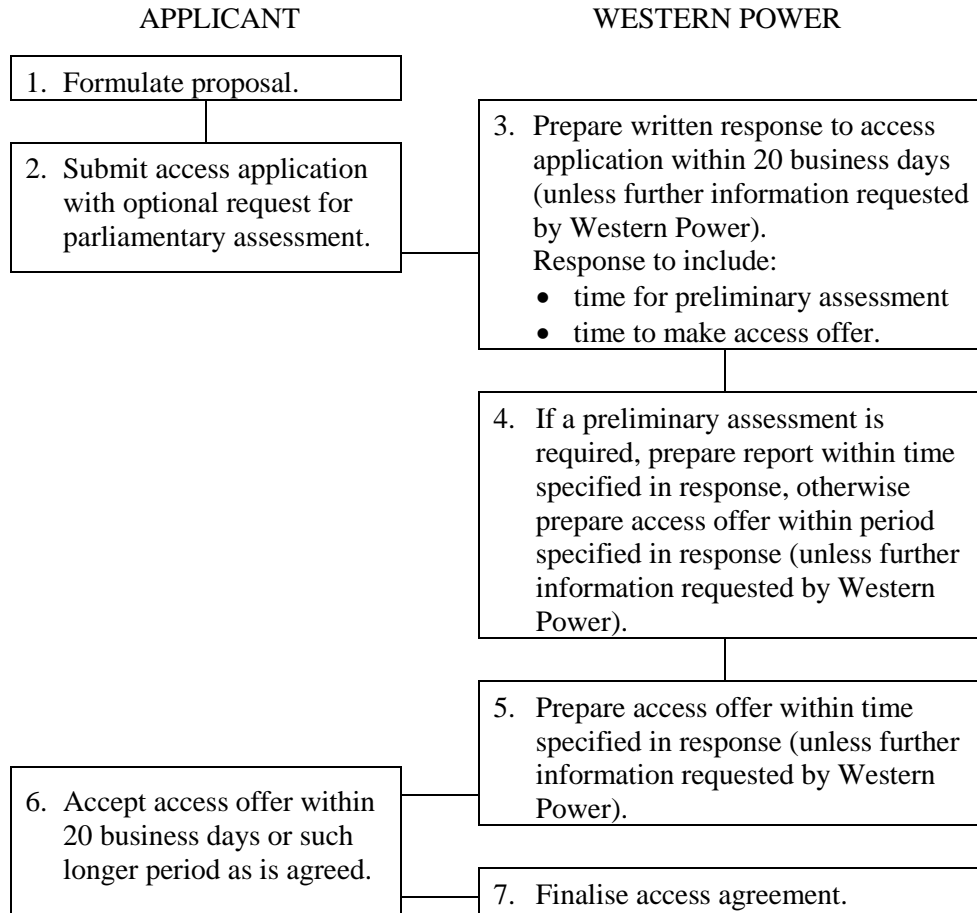 APPLICANT
WESTERN POWER
1. Formulate proposal.
2. Submit access application
with optional request for
parliamentary assessment.
3. Prepare written response to access
application within 20 business days
(unless further information requested
by Western Power).
Response to include:
• time for preliminary assessment
• time to make access offer.
4. If a preliminary assessment is
required, prepare report within time
specified in response, otherwise
prepare access offer within period
specified in response (unless further
information requested by Western
Power).
5. Prepare access offer within time
specified in response (unless further
information requested by Western
Power).
6. Accept access offer within
20 business days or such
longer period as is agreed.
7. Finalise access agreement.